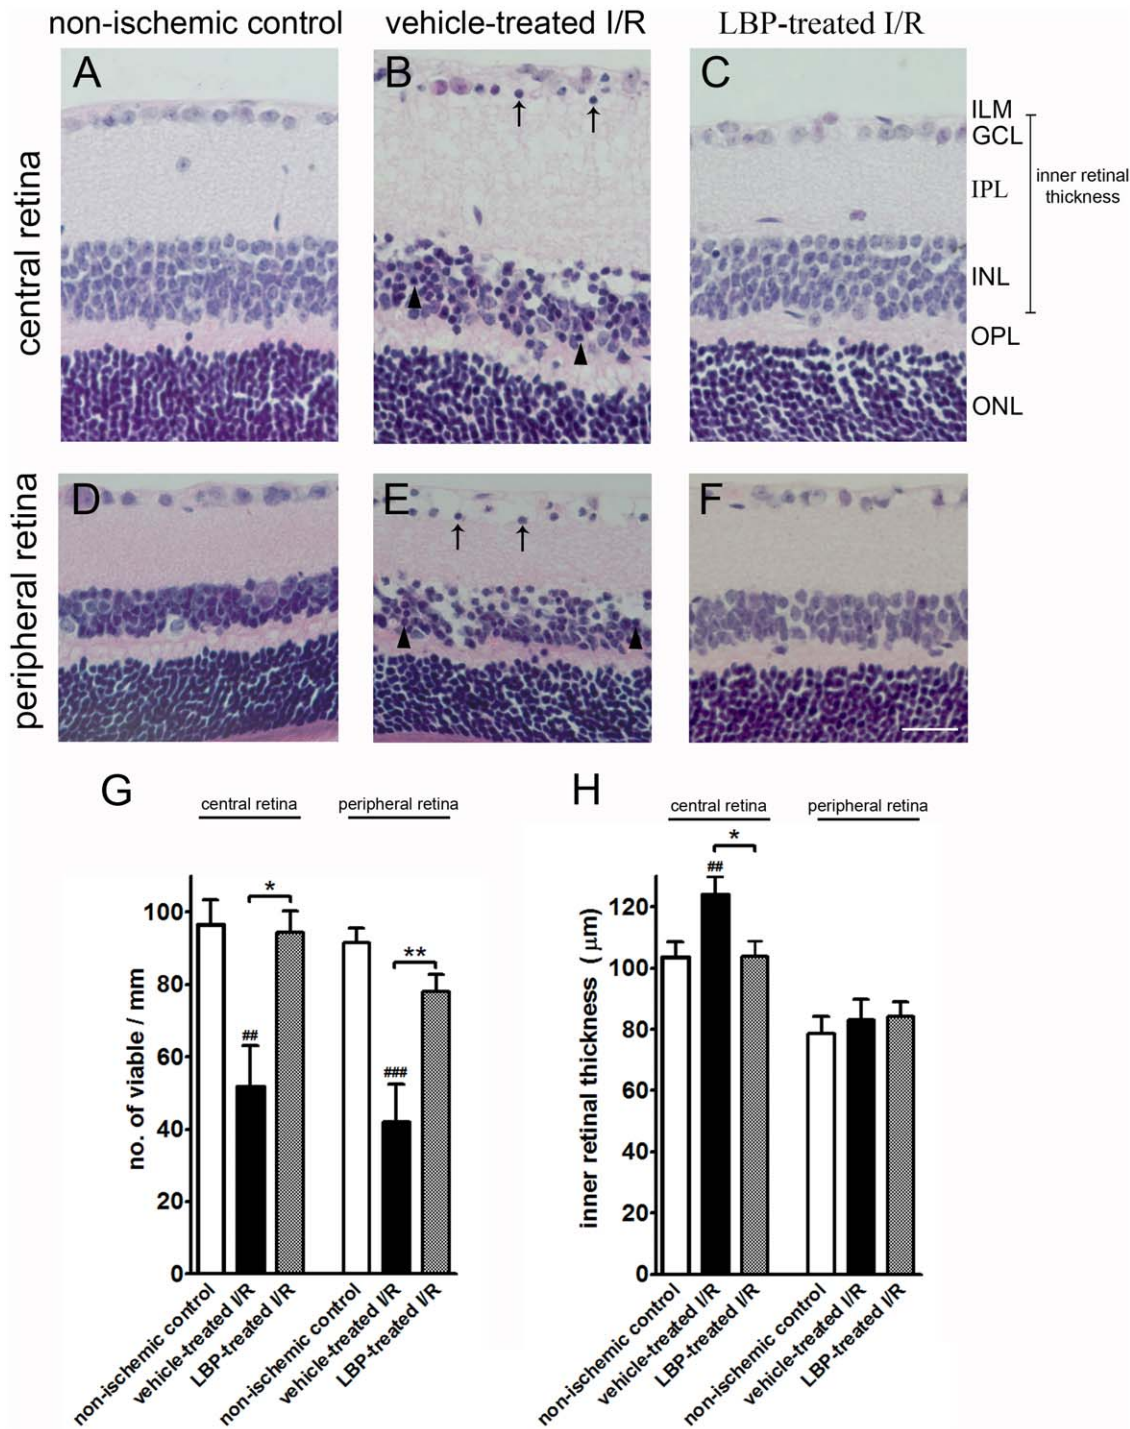 non-ischemic control
vehicle-treated I/R
LBP-treated I/R
central retina
A
B
C
ILM
GCL
IPL
INL
OPL
ONL
inner retinal
thickness
peripheral retina
D
E
F
G
central retina
peripheral retina
no. of viable / mm
100
80
60
40
20
0
##
*
###
**
non-ischemic control
vehicle-treated I/R
LBP-treated I/R
non-ischemic control
vehicle-treated I/R
LBP-treated I/R
H
central retina
peripheral retina
inner retinal thickness (μm)
120
100
80
60
40
20
0
##
*
non-ischemic control
vehicle-treated I/R
LBP-treated I/R
non-ischemic control
vehicle-treated I/R
LBP-treated I/R